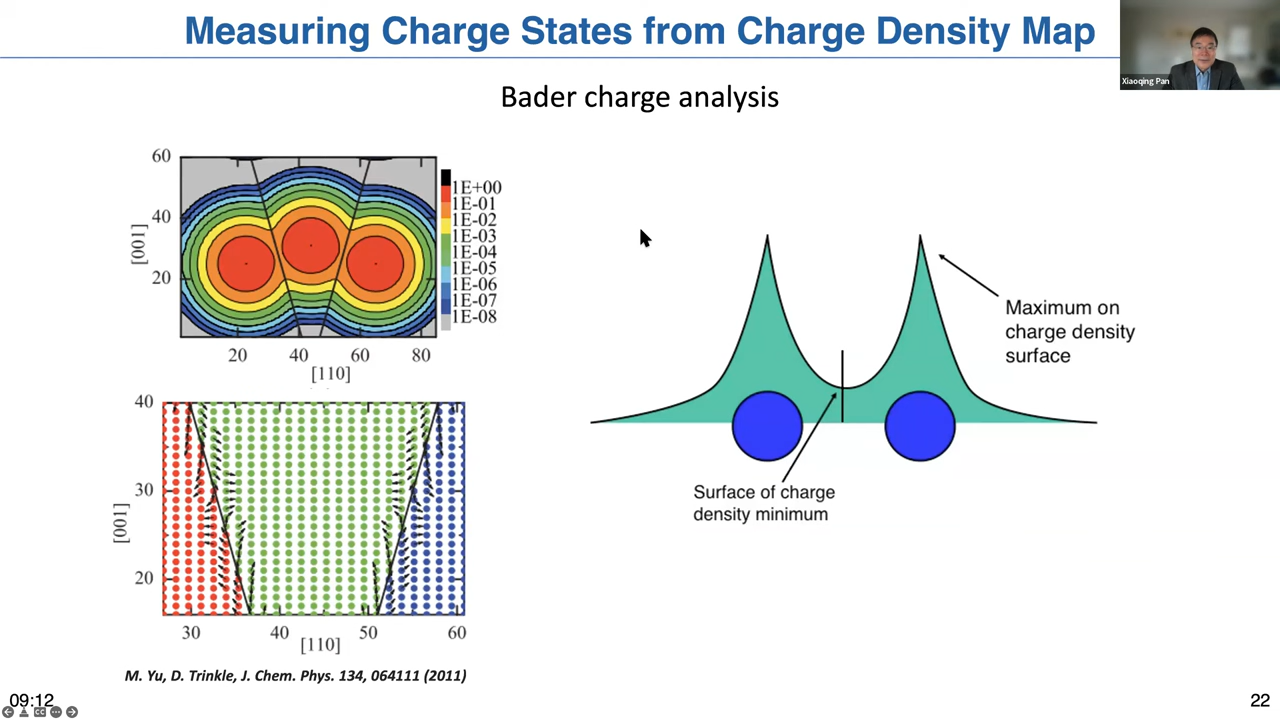 Measuring Charge States from Charge Density Map
Xiaoqing Pan
Bader charge analysis
60
40
20
[001]
20 40 60 80
[110]
1E+00
1E-01
1E-02
1E-03
1E-04
1E-05
1E-06
1E-07
1E-08
Maximum on
charge density
surface
Surface of charge
density minimum
40
30
20
[001]
30 40 50 60
[110]
M. Yu, D. Trinkle, J. Chem. Phys. 134, 064111 (2011)
09:12
22